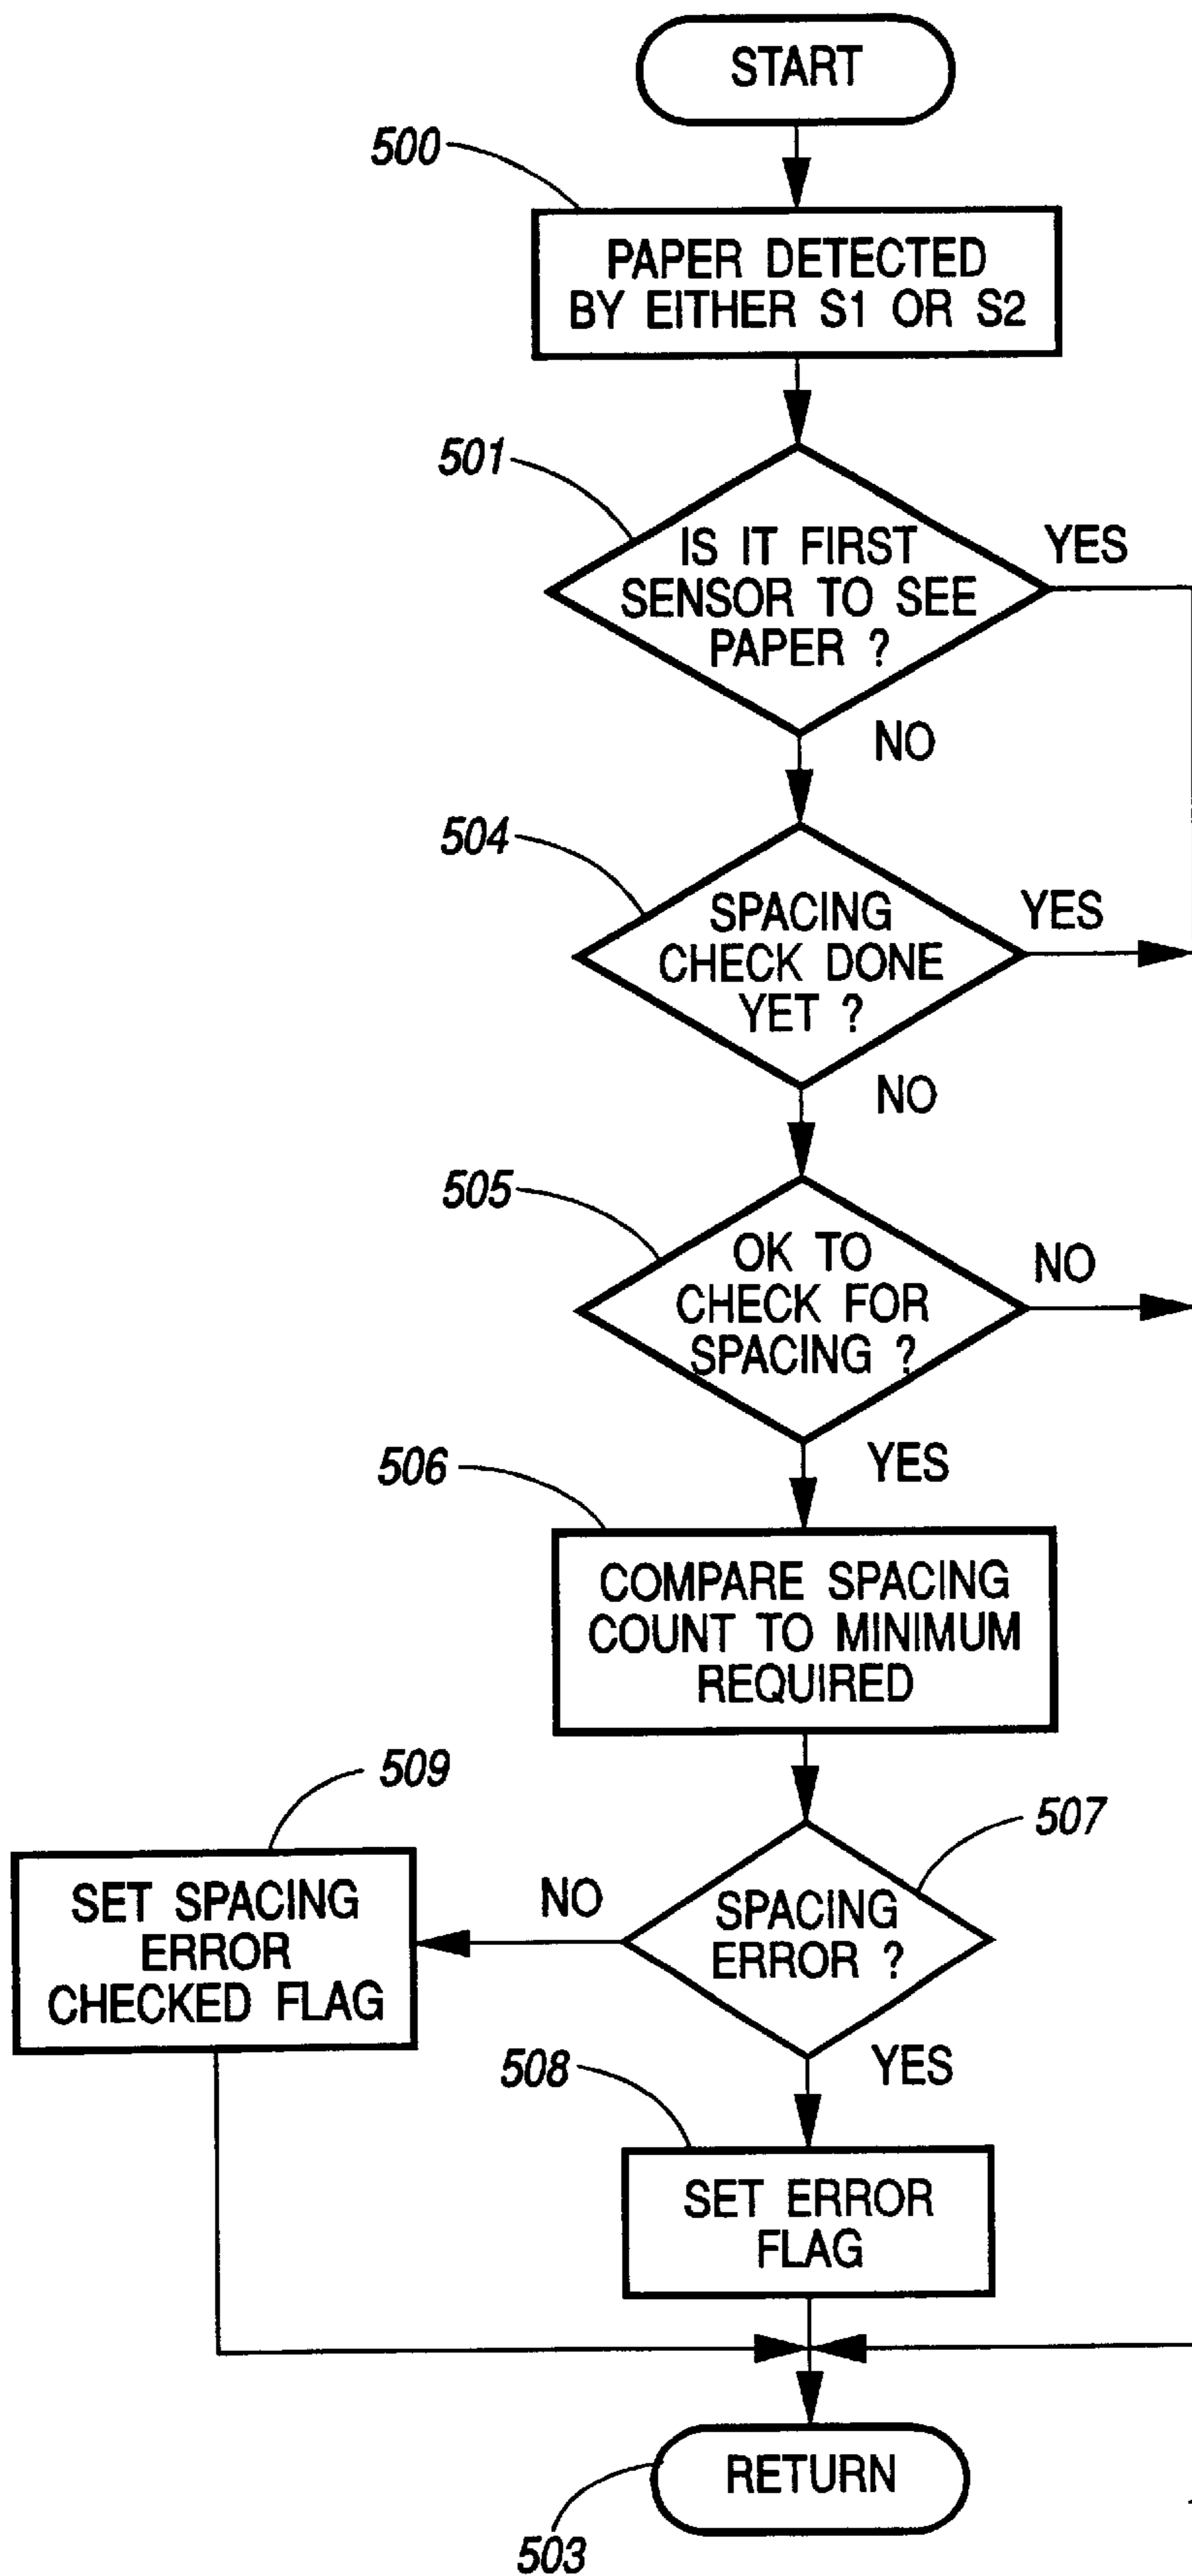 START
500
PAPER DETECTED
BY EITHER S1 OR S2
501
IS IT FIRST
SENSOR TO SEE
PAPER ?
YES
NO
504
SPACING
CHECK DONE
YET ?
YES
NO
505
OK TO
CHECK FOR
SPACING ?
NO
YES
506
COMPARE SPACING
COUNT TO MINIMUM
REQUIRED
509
SET SPACING
ERROR
CHECKED FLAG
NO
507
SPACING
ERROR ?
YES
508
SET ERROR
FLAG
RETURN
503